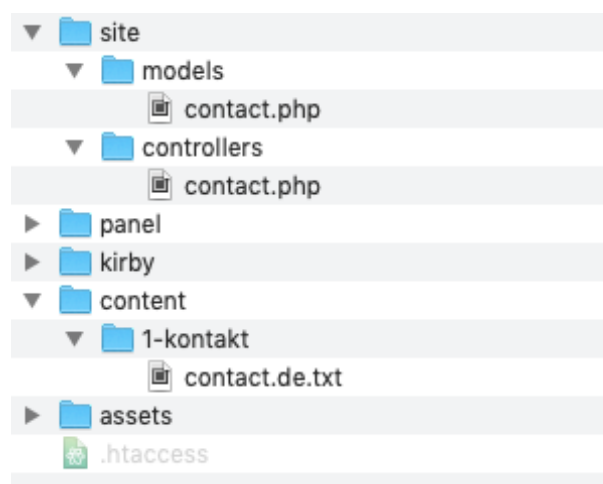 site
models
contact.php
controllers
contact.php
panel
kirby
content
1-kontakt
contact.de.txt
assets
.htaccess